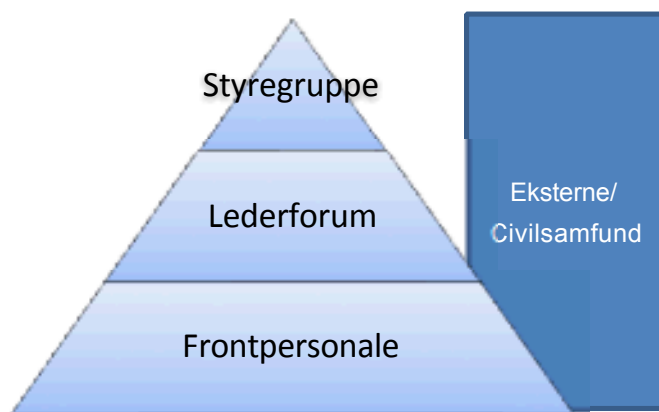 Styregruppe
Lederforum
Eksterne/
Civilsamfund
Frontpersonale